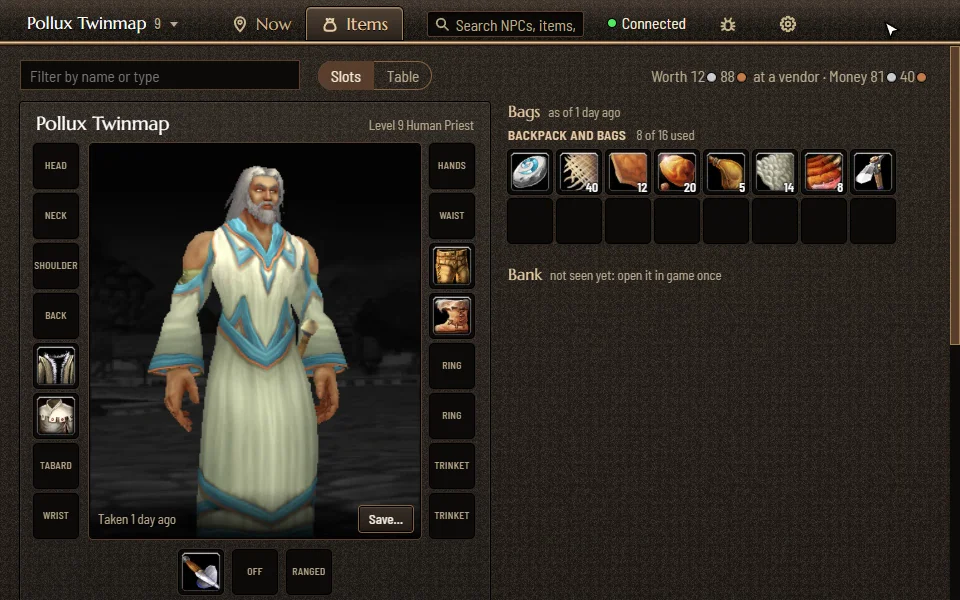 Pollux Twinmap 9
Now
Items
Search NPCs, items,
Connected
Filter by name or type
Slots
Table
Worth 12 88 at a vendor · Money 81 40
Pollux Twinmap
Level 9 Human Priest
HEAD
NECK
SHOULDER
BACK
TABARD
WRIST
HANDS
WAIST
RING
RING
TRINKET
TRINKET
Taken 1 day ago
Save...
OFF
RANGED
Bags as of 1 day ago
BACKPACK AND BAGS 8 of 16 used
40
12
20
5
14
8
Bank not seen yet: open it in game once